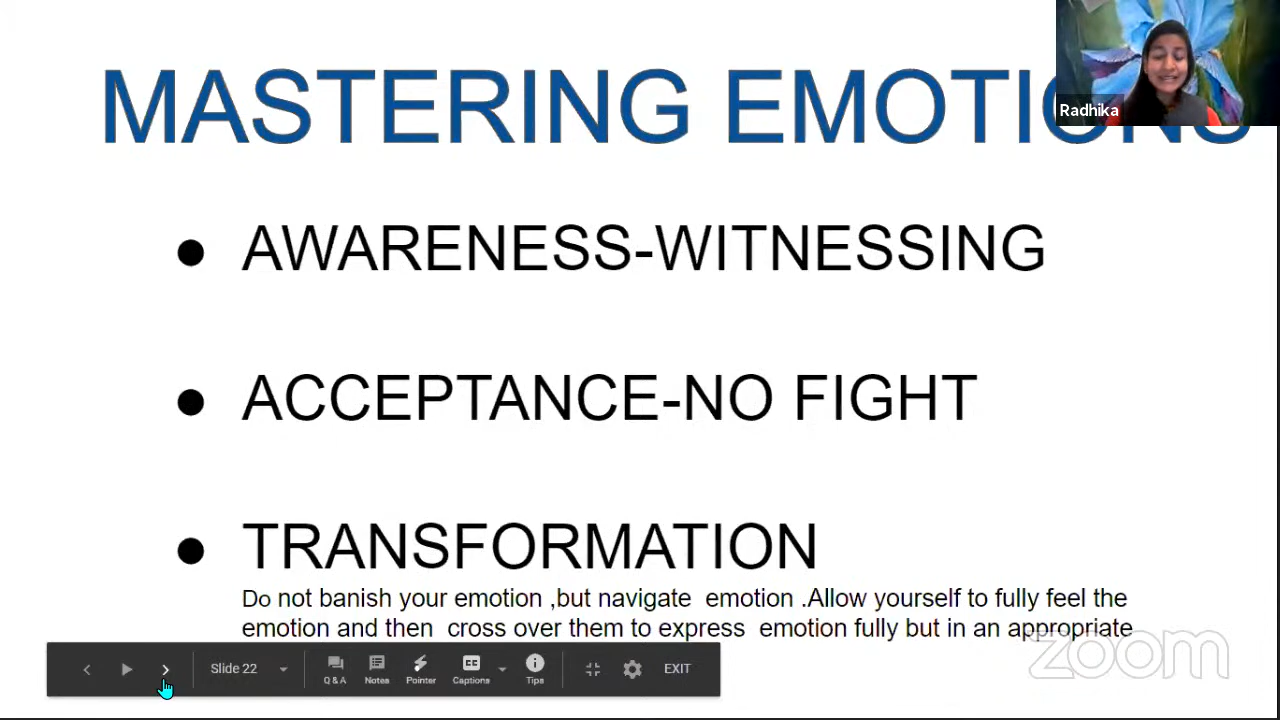 MASTERING EMOTIONS
Radhika
● AWARENESS-WITNESSING
● ACCEPTANCE-NO FIGHT
● TRANSFORMATION
Do not banish your emotion ,but navigate emotion .Allow yourself to fully feel the
emotion and then cross over them to express emotion fully but in an appropriate
zoom
Slide 22
Q & A
Notes
Pointer
Captions
Tips
EXIT